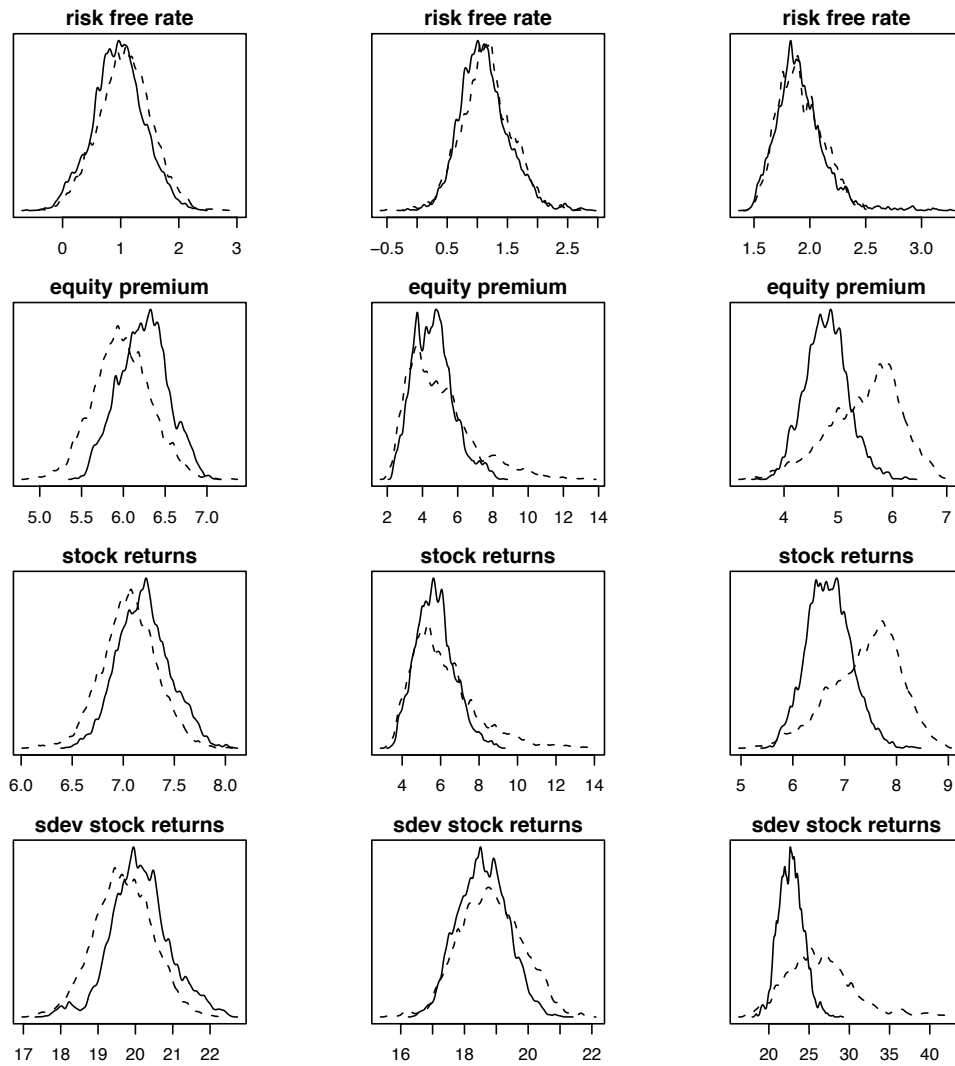 risk free rate risk free rate risk free rate
0 1 2 3 −0.5 0.5 1.5 2.5 1.5 2.0 2.5 3.0
equity premium equity premium equity premium
5.0 5.5 6.0 6.5 7.0 2 4 6 8 10 12 14 4 5 6 7
stock returns stock returns stock returns
6.0 6.5 7.0 7.5 8.0 4 6 8 10 12 14 5 6 7 8 9
sdev stock returns sdev stock returns sdev stock returns
17 18 19 20 21 22 16 18 20 22 20 25 30 35 40